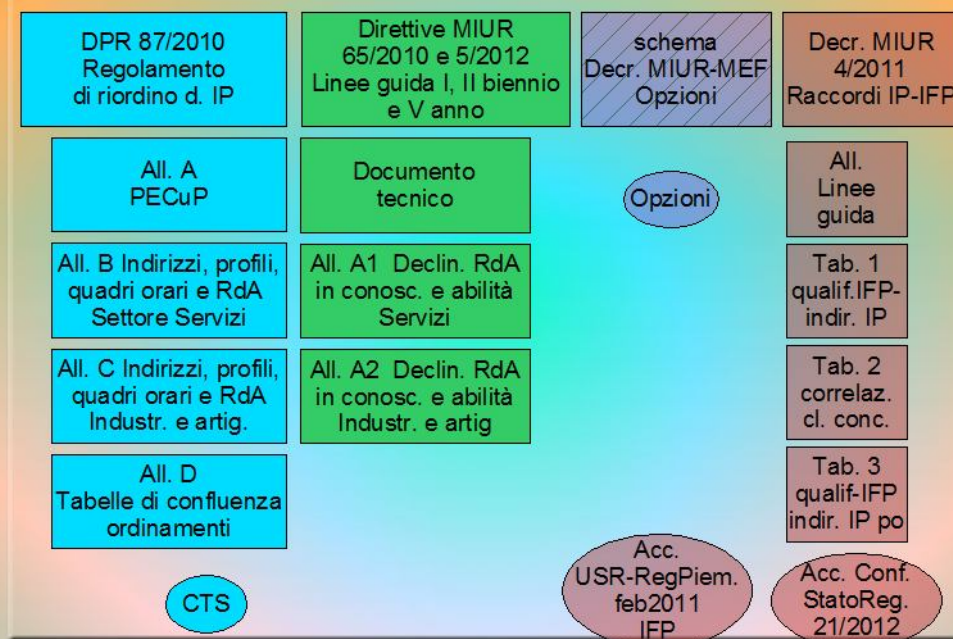 DPR 87/2010
Regolamento
di riordino d. IP
Direttive MIUR
65/2010 e 5/2012
Linee guida I, II biennio
e V anno
schema
Decr. MIUR-MEF
Opzioni
Decr. MIUR
4/2011
Raccordi IP-IFP
All. A
PECuP
Documento
tecnico
Opzioni
All.
Linee
guida
All. B Indirizzi, profili,
quadri orari e RdA
Settore Servizi
All. A1 Declin. RdA
in conosc. e abilità
Servizi
Tab. 1
qualif.IFP-
indir. IP
All. C Indirizzi, profili,
quadri orari e RdA
Industr. e artig.
All. A2 Declin. RdA
in conosc. e abilità
Industr. e artig
Tab. 2
correlaz.
cl. conc.
All. D
Tabelle di confluenza
ordinamenti
Tab. 3
qualif-IFP
indir. IP po
CTS
Acc.
USR-RegPiem.
feb2011
IFP
Acc. Conf.
StatoReg.
21/2012